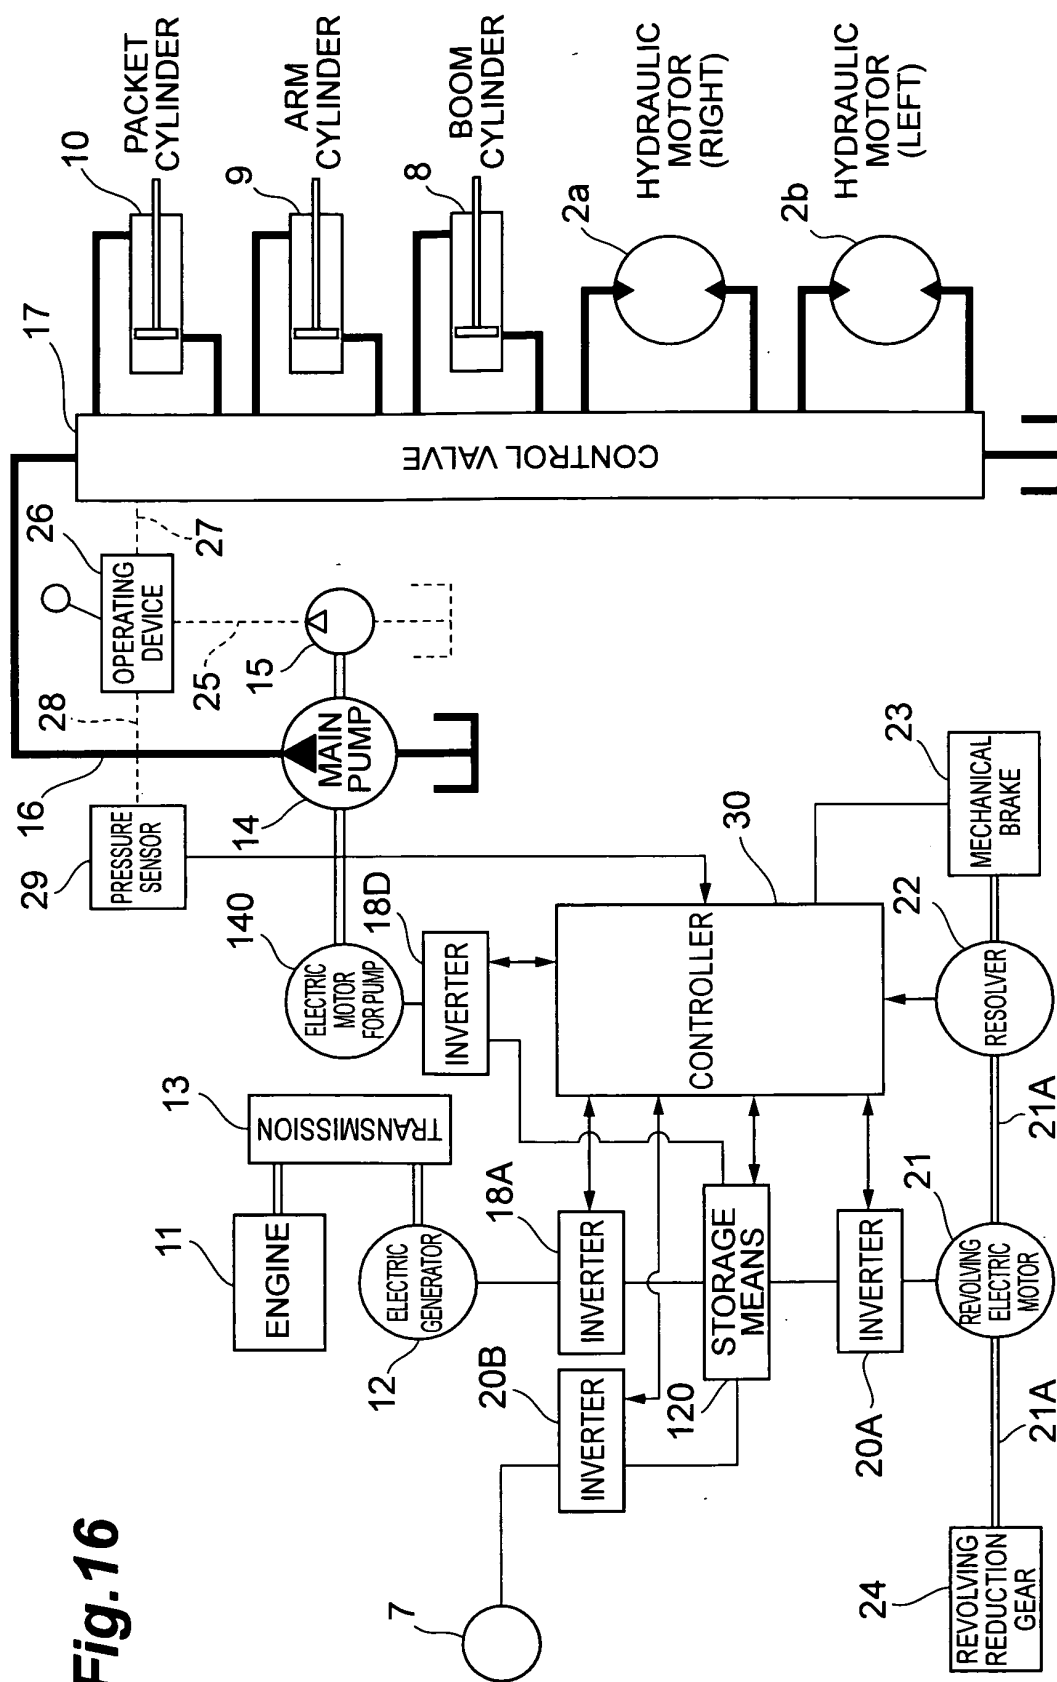 Fig.16
10
PACKET
CYLINDER
9
ARM
CYLINDER
8
BOOM
CYLINDER
2a
HYDRAULIC
MOTOR
(RIGHT)
2b
HYDRAULIC
MOTOR
(LEFT)
17
CONTROL VALVE
26
OPERATING
DEVICE
27
28
25
15
16
29
PRESSURE
SENSOR
14
MAIN
PUMP
140
ELECTRIC
MOTOR
FOR PUMP
18D
INVERTER
30
CONTROLLER
23
MECHANICAL
BRAKE
22
RESOLVER
13
TRANSMISSION
11
ENGINE
12
ELECTRIC
GENERATOR
18A
INVERTER
20B
INVERTER
120
STORAGE
MEANS
20A
INVERTER
21
REVOLVING
ELECTRIC
MOTOR
21A
21A
7
24
REVOLVING
REDUCTION
GEAR